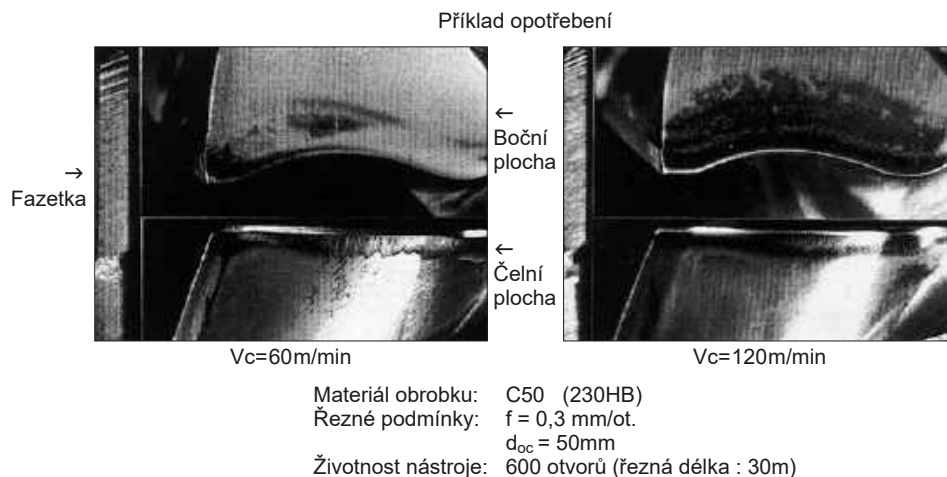 Příklad opotřebení
→
Fazetka
←
Boční
plocha
←
Čelní
plocha
Vc=60m/min
Vc=120m/min
Materiál obrobku: C50 (230HB)
Řezné podmínky: f = 0,3 mm/ot.
doc = 50mm
Životnost nástroje: 600 otvorů (řezná délka : 30m)